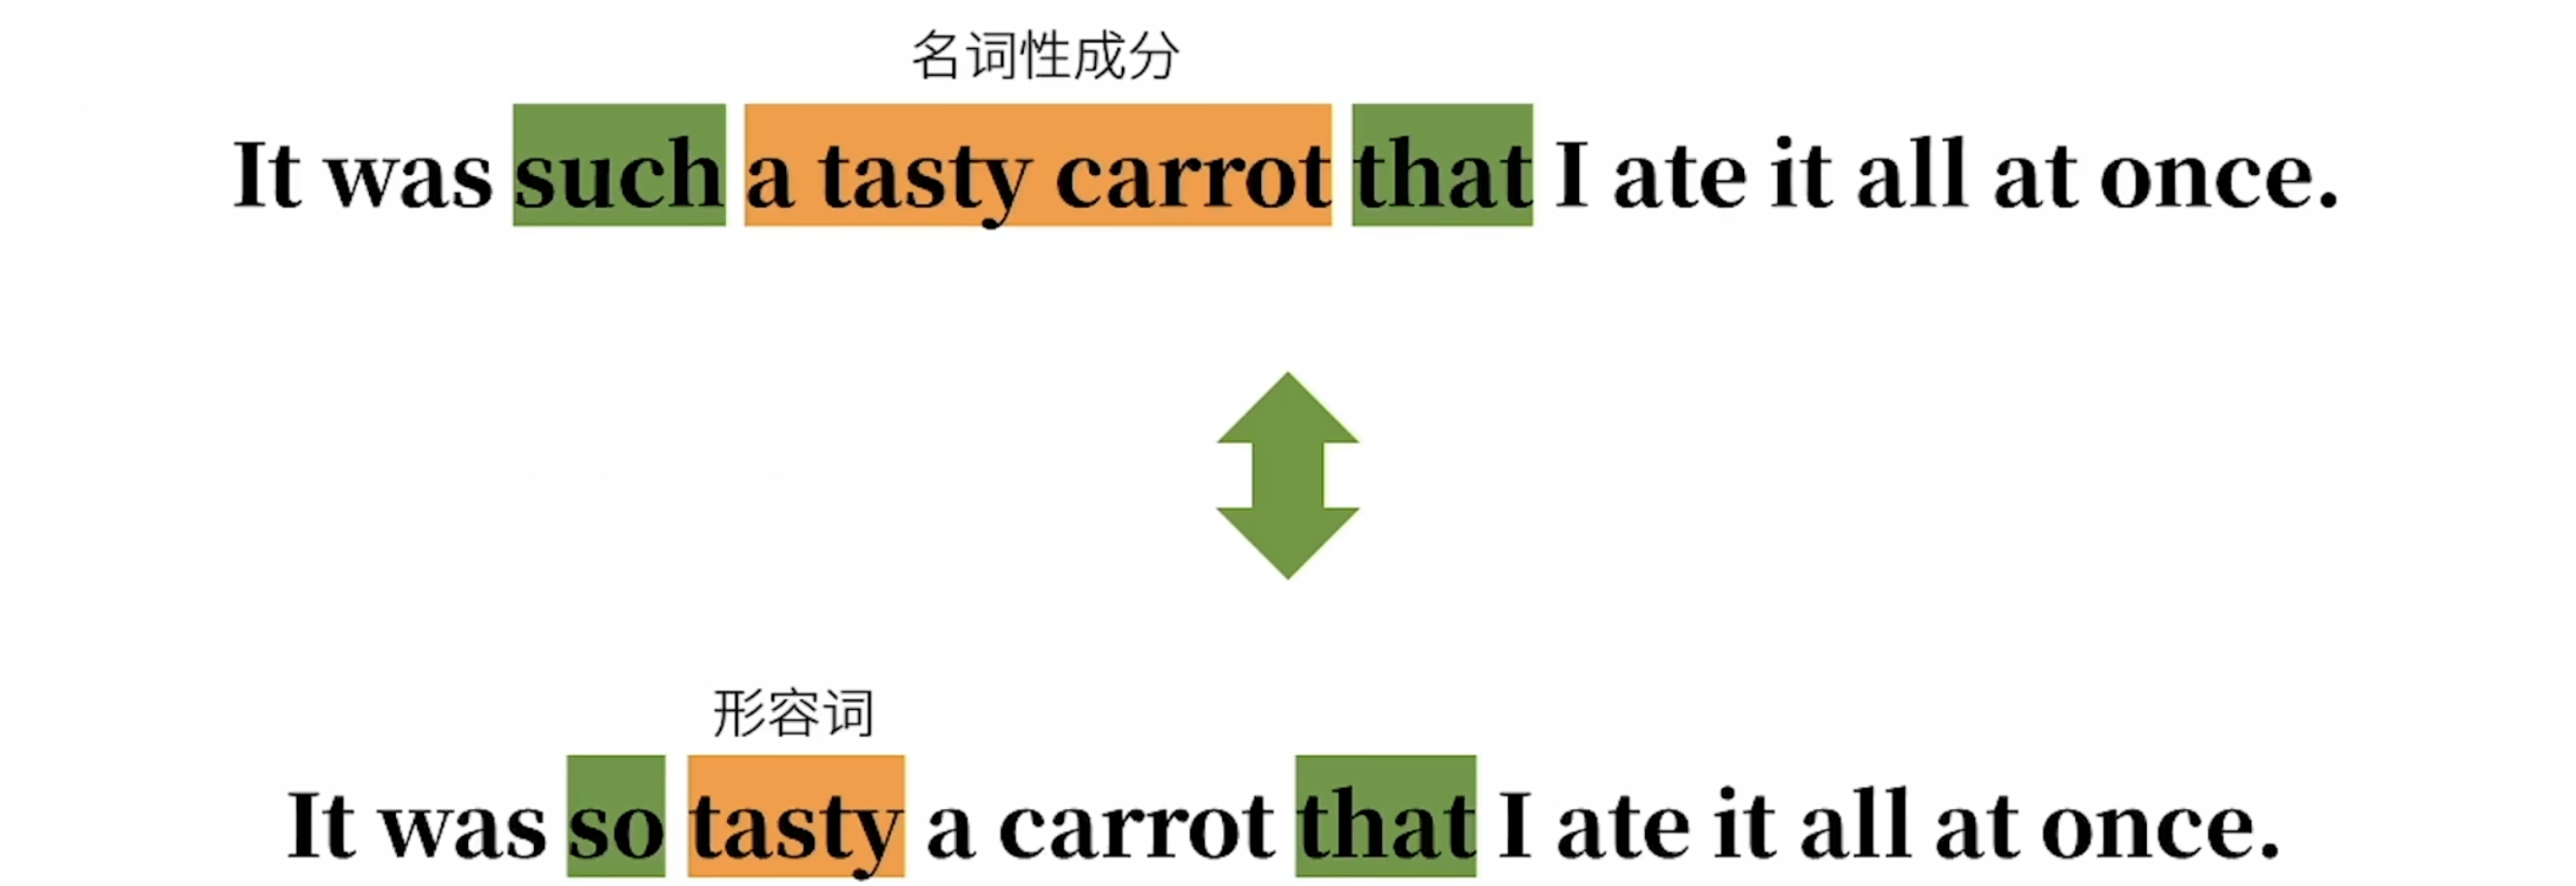 名词性成分
It was such a tasty carrot that I ate it all at once.
形容词
It was so tasty a carrot that I ate it all at once.